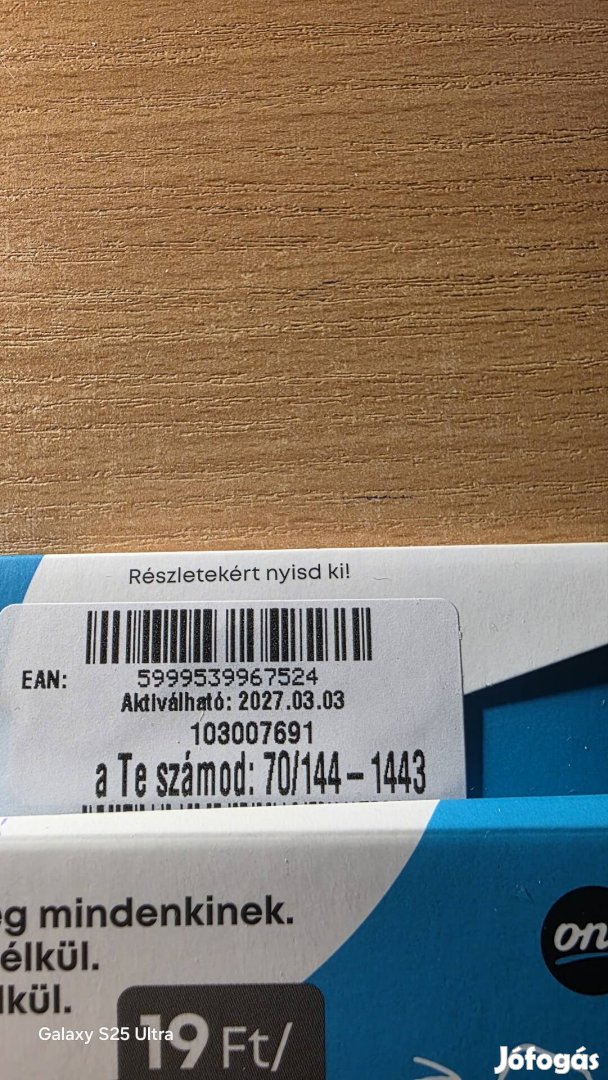 Részletekért nyisd ki!
EAN: 5999539967524
Aktiválható: 2027.03.03
103007691
a Te számod: 70/144 – 1443
eg mindenkinek.
élkül.
lkül.
on
19 Ft/
Galaxy S25 Ultra
Jófogás